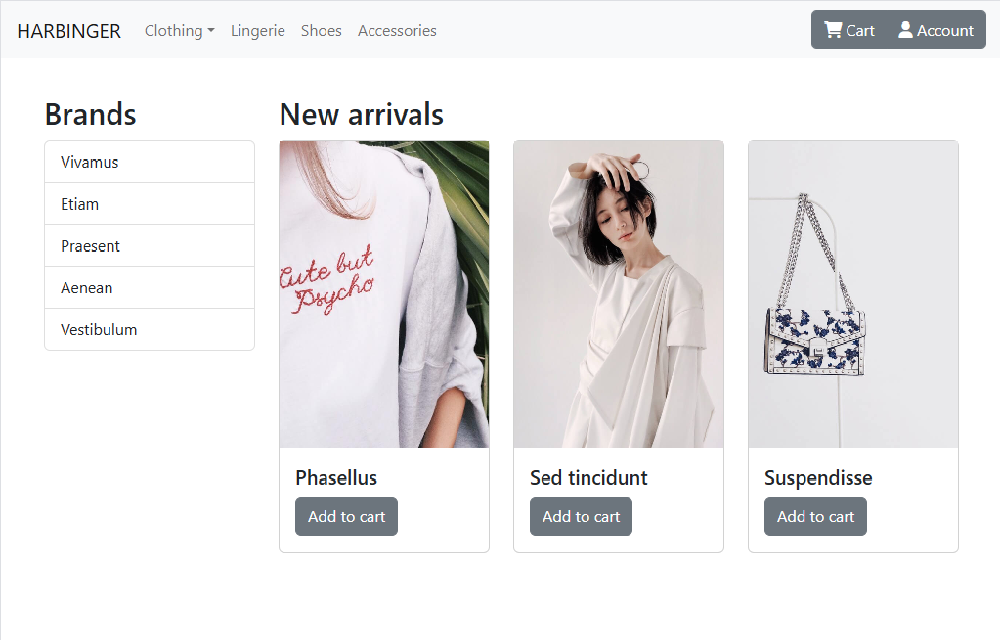 HARBINGER Clothing Lingerie Shoes Accessories Cart Account
Brands
Vivamus
Etiam
Praesent
Aenean
Vestibulum
New arrivals
Cute but
Psycho
Phasellus
Add to cart
Sed tincidunt
Add to cart
Suspendisse
Add to cart